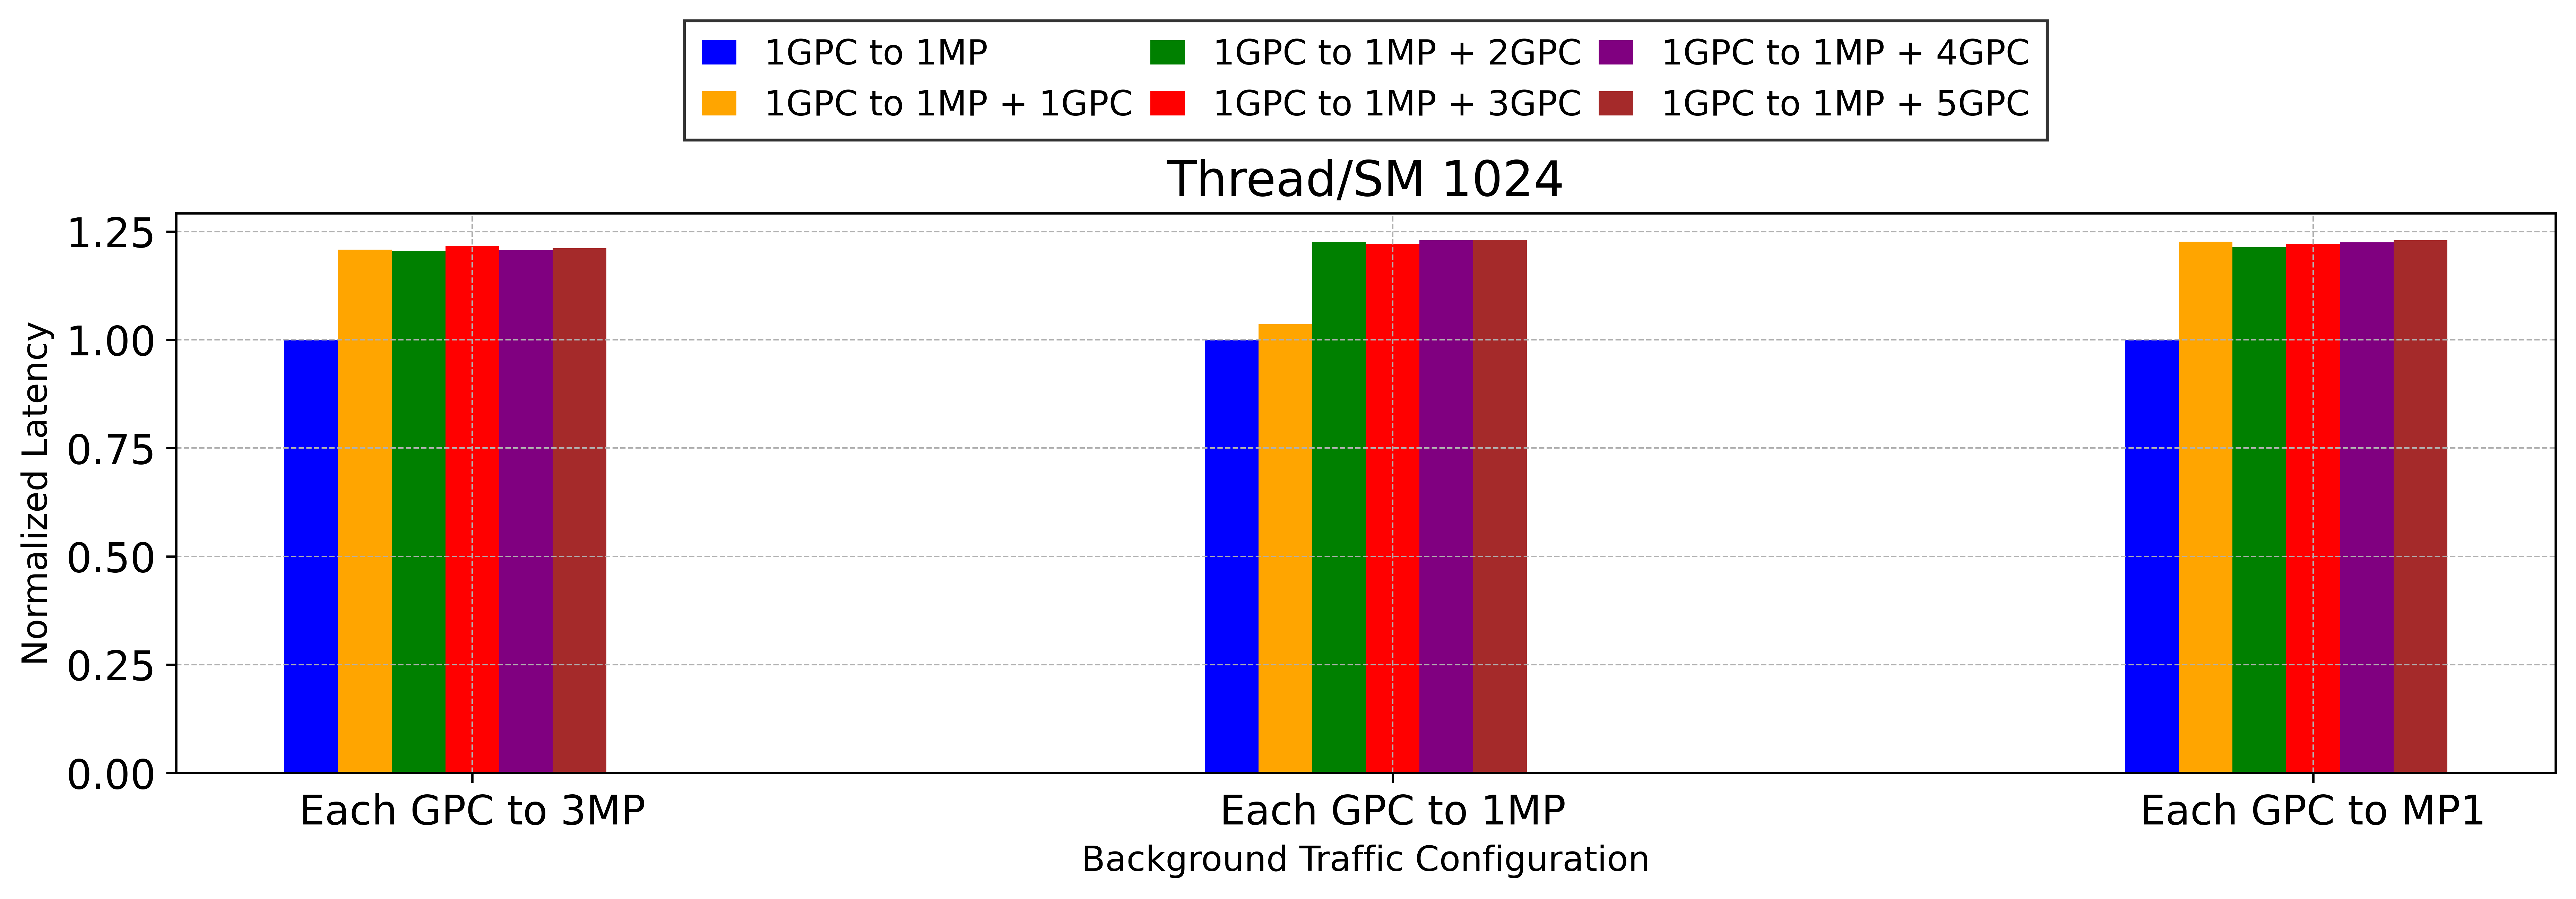 1GPC to 1MP
1GPC to 1MP + 1GPC
1GPC to 1MP + 2GPC
1GPC to 1MP + 3GPC
1GPC to 1MP + 4GPC
1GPC to 1MP + 5GPC
Thread/SM 1024
Normalized Latency
1.25
1.00
0.75
0.50
0.25
0.00
Each GPC to 3MP
Each GPC to 1MP
Each GPC to MP1
Background Traffic Configuration